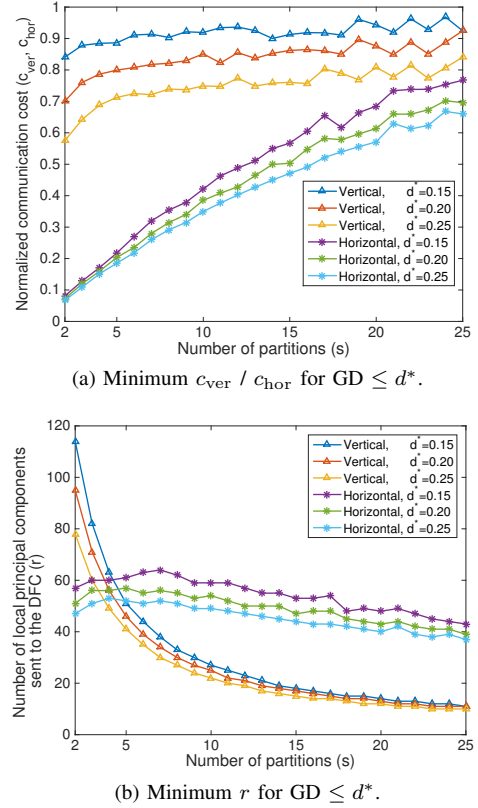 Normalized communication cost (c_ver, c_hor)
1
0.9
0.8
0.7
0.6
0.5
0.4
0.3
0.2
0.1
0
2 5 10 15 20 25
Number of partitions (s)
Vertical, d*=0.15
Vertical, d*=0.20
Vertical, d*=0.25
Horizontal, d*=0.15
Horizontal, d*=0.20
Horizontal, d*=0.25
(a) Minimum c_ver / c_hor for GD ≤ d*.
Number of local principal components
sent to the DFC (r)
120
100
80
60
40
20
0
2 5 10 15 20 25
Number of partitions (s)
Vertical, d*=0.15
Vertical, d*=0.20
Vertical, d*=0.25
Horizontal, d*=0.15
Horizontal, d*=0.20
Horizontal, d*=0.25
(b) Minimum r for GD ≤ d*.